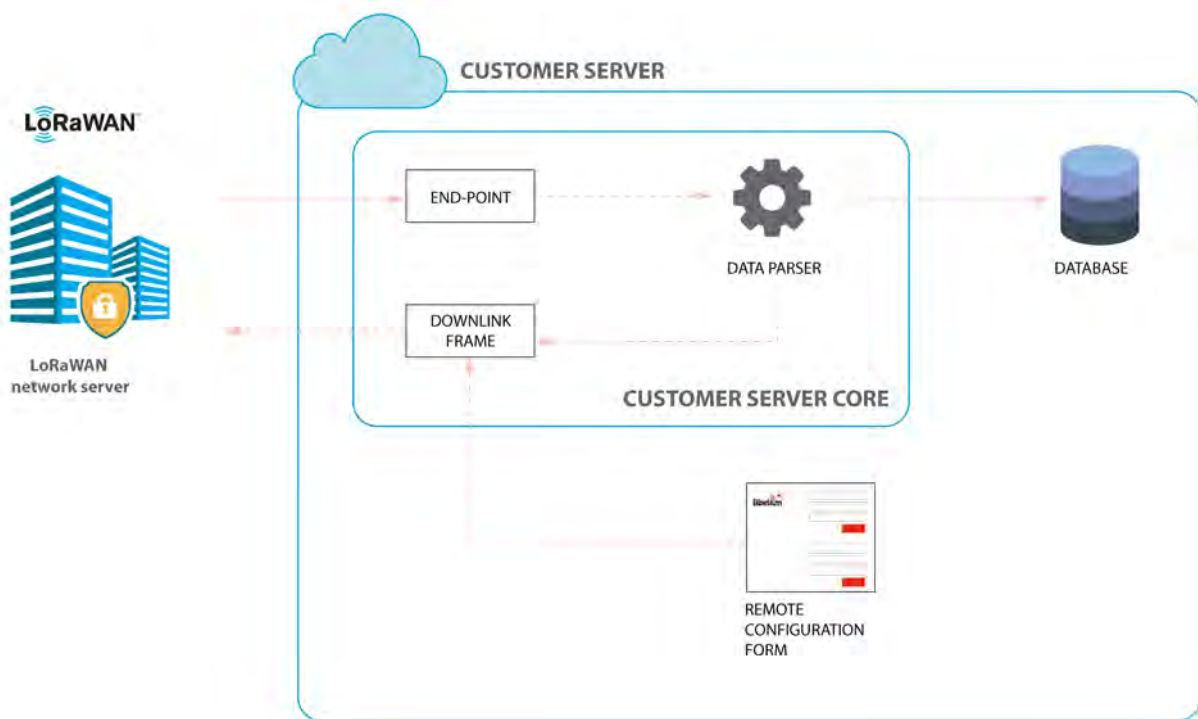 CUSTOMER SERVER
LoRaWAN
END-POINT
DATA PARSER
DATABASE
DOWNLINK
FRAME
LoRaWAN
network server
CUSTOMER SERVER CORE
libelium
REMOTE
CONFIGURATION
FORM